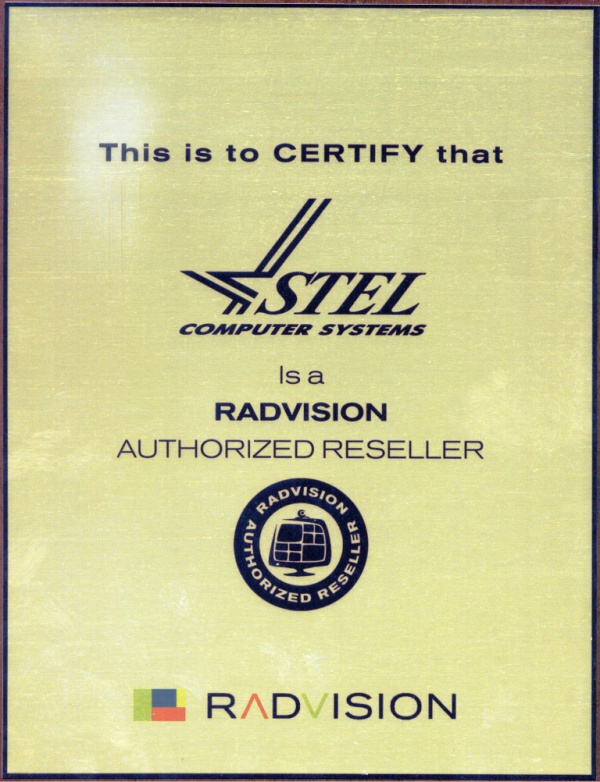 This is to CERTIFY that
STEL
COMPUTER SYSTEMS
Is a
RADVISION
AUTHORIZED RESELLER
RADVISION
AUTHORIZED RESELLER
RADVISION